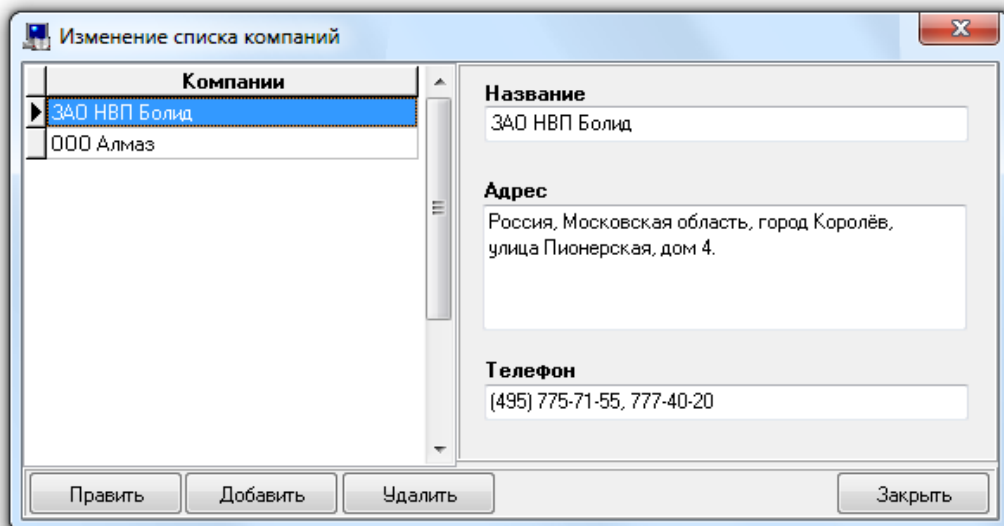 Изменение списка компаний
Компании
ЗАО НВП Болид
ООО Алмаз
Название
ЗАО НВП Болид
Адрес
Россия, Московская область, город Королёв,
улица Пионерская, дом 4.
Телефон
(495) 775-71-55, 777-40-20
Править
Добавить
Удалить
Закрыть